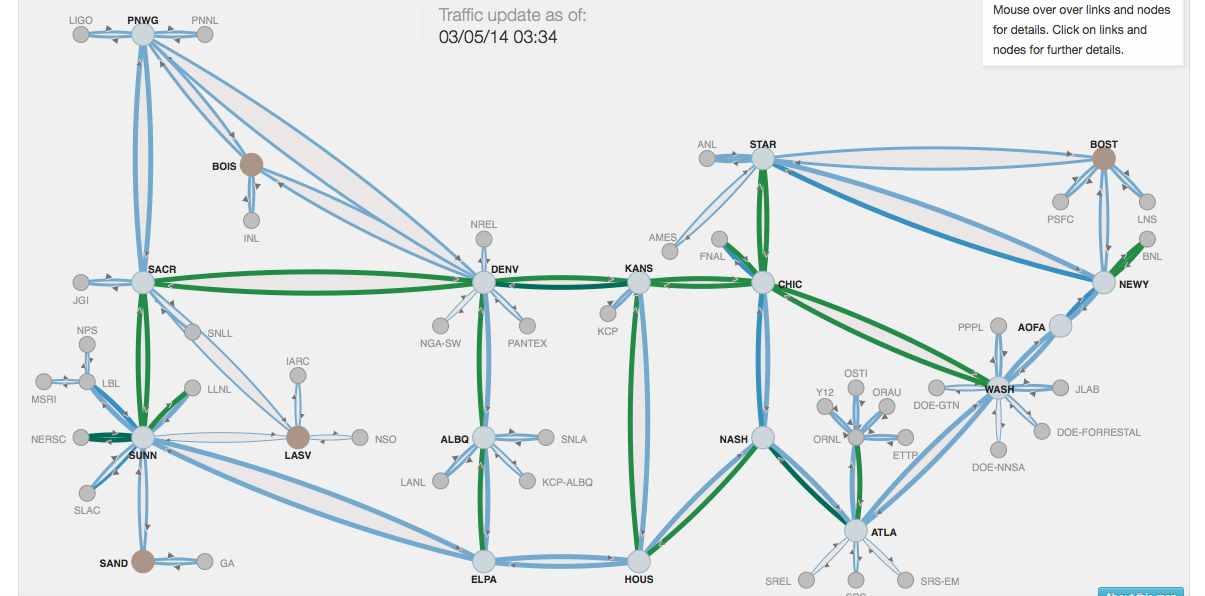 Traffic update as of:
03/05/14 03:34
Mouse over over links and nodes
for details. Click on links and
nodes for further details.
LIGO
PNWG
PNNL
BOIS
INL
ANL
STAR
BOST
PSFC
LNS
AMES
FNAL
BNL
NREL
SACR
DENV
KANS
CHIC
NEWY
JGI
NGA-SW
PANTEX
KCP
NPS
SNLL
PPPL
AOFA
IARC
MSRI
LBL
LLNL
OSTI
Y12
ORAU
DOE-GTN
WASH
JLAB
NERSC
SUNN
LASV
NSO
ALBQ
SNLA
NASH
ORNL
ETTP
DOE-FORRESTAL
DOE-NNSA
LANL
KCP-ALBQ
SLAC
ATLA
SAND
GA
ELPA
HOUS
SREL
SRS-EM